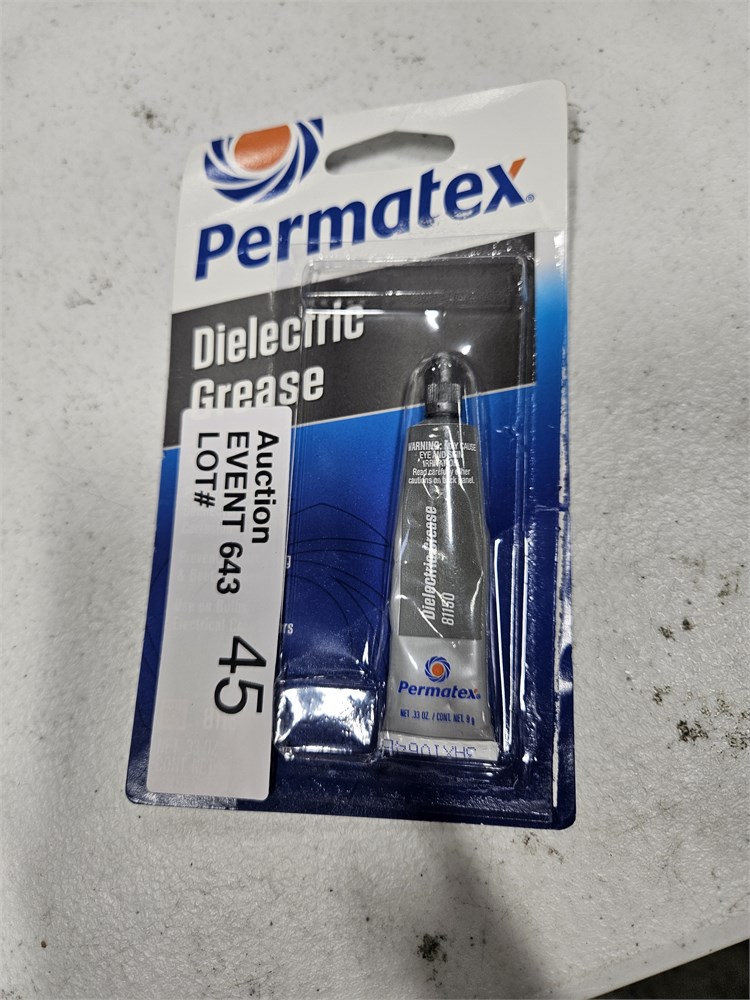 Permatex®
Dielectric
Grease
Auction
EVENT 643
LOT# 45
WARNING: MAY CAUSE
EYE AND SKIN
IRRITATION.
Read carefully other
cautions on back panel.
Dielectric Grease
81150
Permatex®
NET .33 OZ. / CONT. NET. 9 g